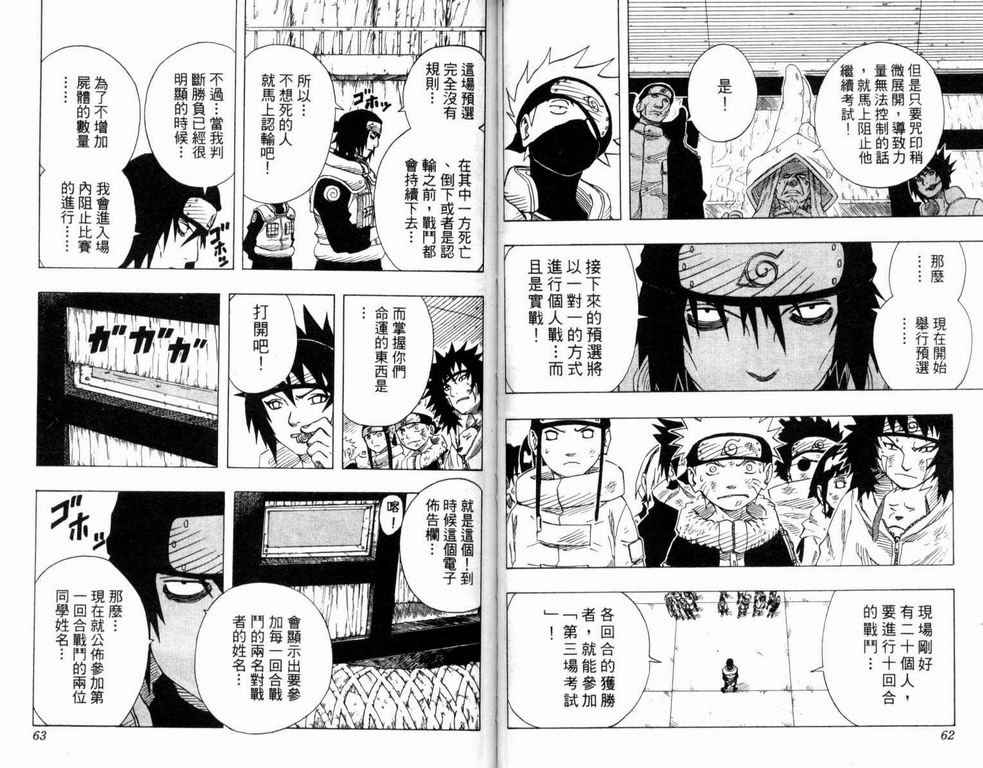 但是只要咒印稍
微展開，導致力
量無法控制的話
，就馬上阻止他
繼續考試！
是！
那麼
……
現在開始
舉行預選
……
接下來的預選將
以一對一的方式
進行個人戰…而
且是實戰！
現場剛好
有二十個人，
要進行十回合
的戰鬥…
各回合的獲勝
者，就能參加
「第三場考試
」！
62
這場預選
完全沒有
規則…
在其中一方死亡
、倒下或者是認
輸之前，戰鬥都
會持續下去…
ゴホッ
所以…
不想死的人
就馬上認輸吧！
不過…當我判
斷勝負已經很
明顯的時候…
為了不增加
屍體的數量
……
我會進入場
內阻止比賽
的進行……
ゴホゴホッ
而掌握你們
命運的東西是
……
打開吧！
ガガガ
就是這個！到
時候這個電子
佈告欄…
喀！
會顯示出要參
加每一回合戰
鬥的兩名對戰
者的姓名…
ゴホッ
那麼…
現在就公佈參加第
一回合戰鬥的兩位
同學姓名…
63